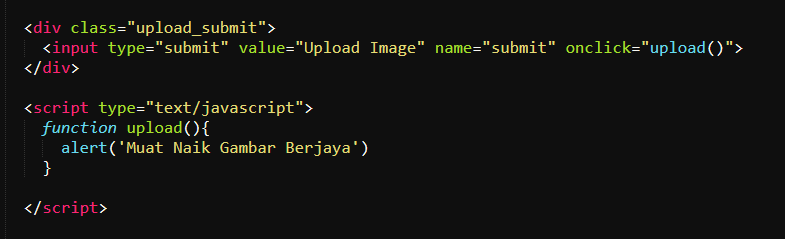 <div class="upload_submit">
<input type="submit" value="Upload Image" name="submit" onclick="upload()">
</div>
<script type="text/javascript">
function upload(){
alert('Muat Naik Gambar Berjaya')
}
</script>